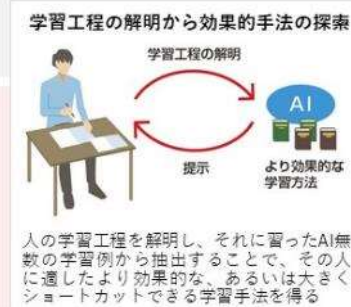 学習工程の解明から効果的手法の探索
学習工程の解明
AI
提示
より効果的な
学習方法
人の学習工程を解明し、それに習ったAI無
数の学習例から抽出することで、その人
に適したより効果的な、あるいは大きく
ショートカットできる学習手法を得る